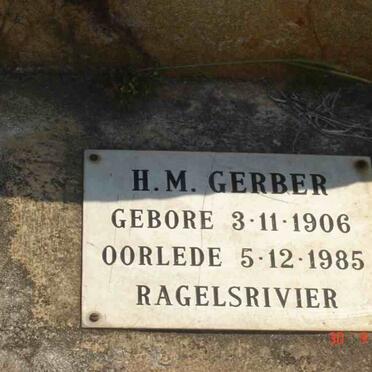 H.M. GERBER
GEBORE 3·11·1906
OORLEDE 5·12·1985
RAGELSRIVIER